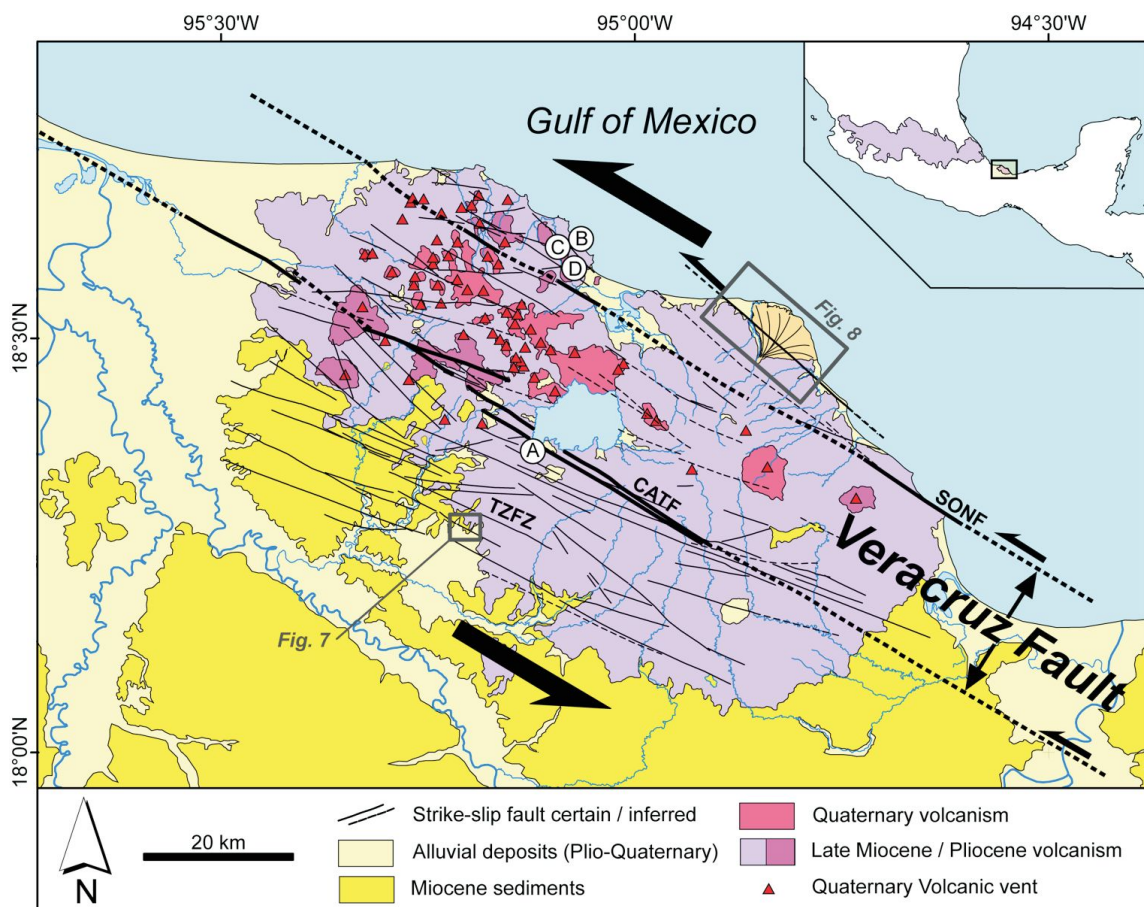 95°30'W
95°00'W
94°30'W
Gulf of Mexico
C
B
D
Fig. 8
18°30'N
A
CATF
TZFZ
SONF
Veracruz Fault
Fig. 7
18°00'N
N
20 km
Strike-slip fault certain / inferred
Alluvial deposits (Plio-Quaternary)
Miocene sediments
Quaternary volcanism
Late Miocene / Pliocene volcanism
Quaternary Volcanic vent